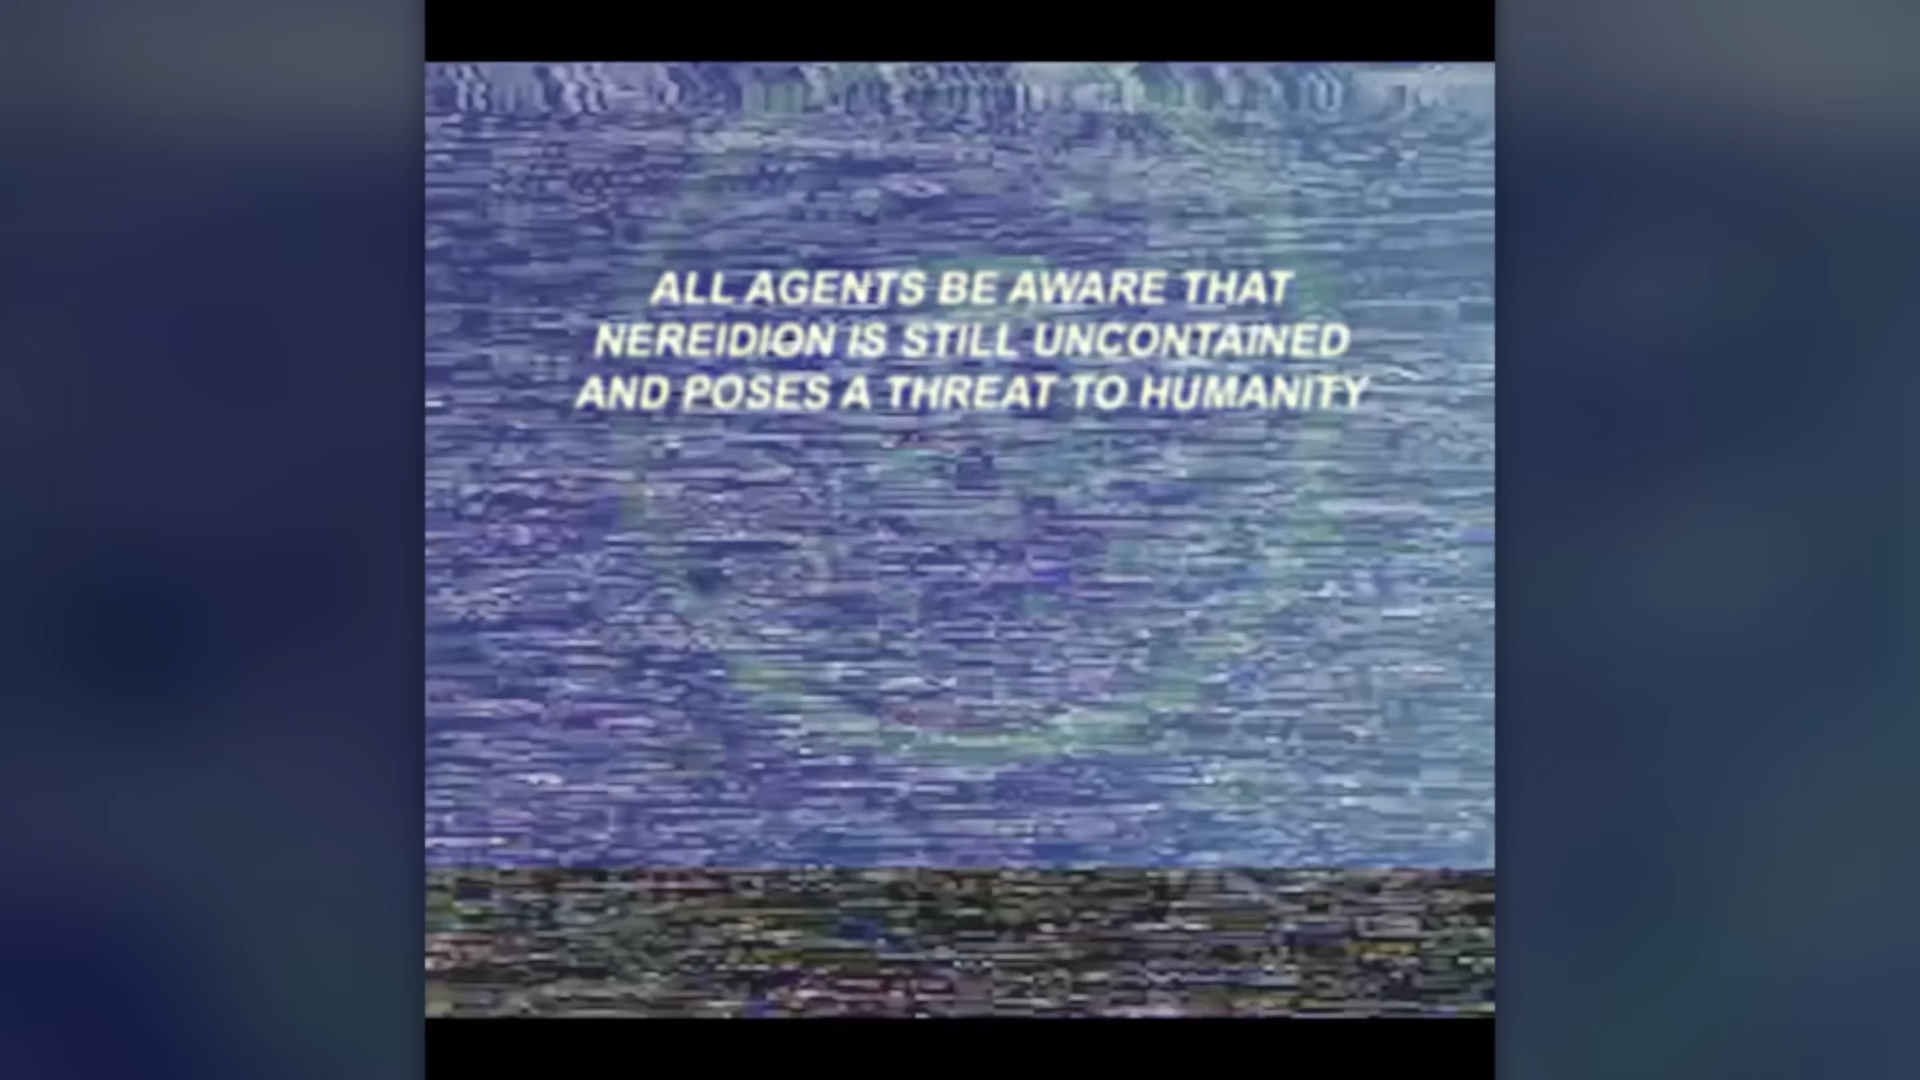 ALL AGENTS BE AWARE THAT
NEREIDION IS STILL UNCONTAINED
AND POSES A THREAT TO HUMANITY